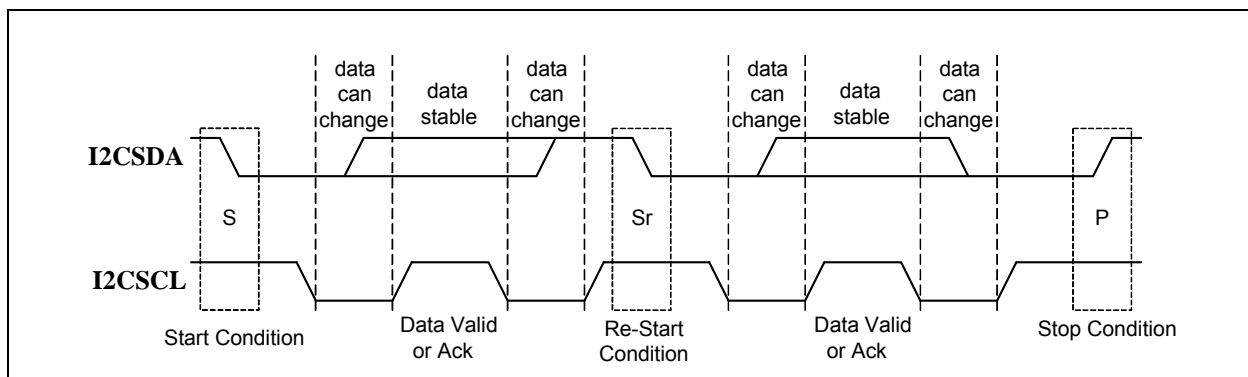 data
can
change
data
stable
data
can
change
data
can
change
data
stable
data
can
change
I2CSDA
S
Sr
P
I2CSCL
Start Condition
Data Valid
or Ack
Re-Start
Condition
Data Valid
or Ack
Stop Condition